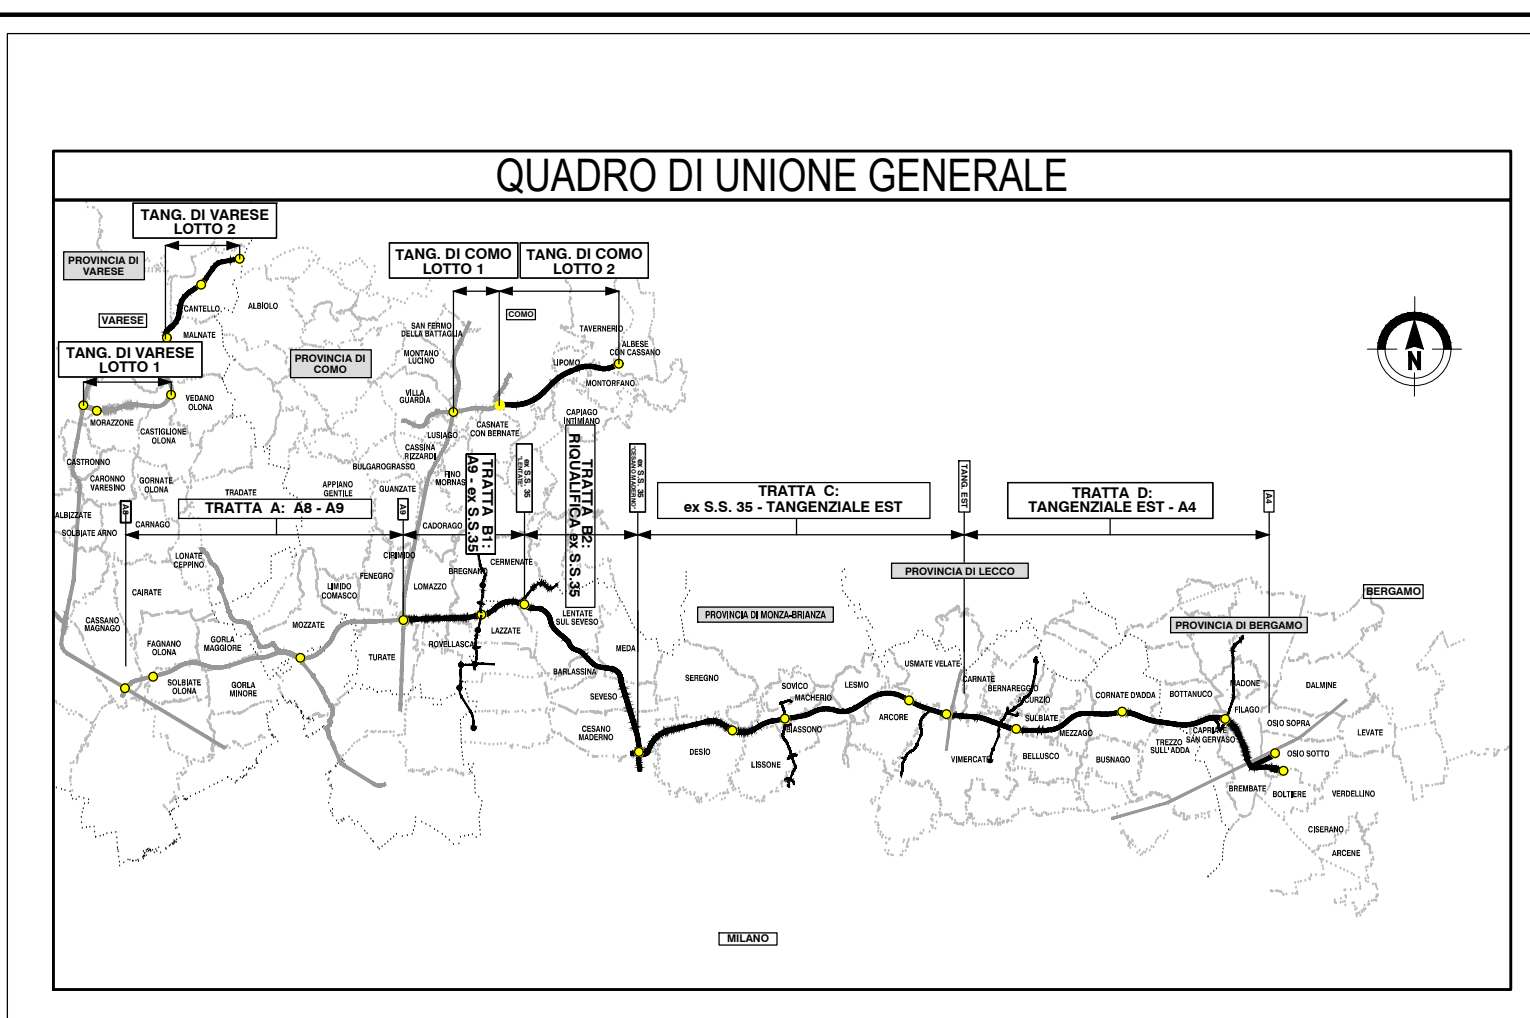 QUADRO DI UNIONE GENERALE
TANG. DI VARESE
LOTTO 2
PROVINCIA DI
VARESE
TANG. DI COMO
LOTTO 1
TANG. DI COMO
LOTTO 2
CANTELLO
ALBIOLO
VARESE
MALNATE
COMO
SAN FERMO
DELLA BATTAGLIA
TAVERNERIO
ALBESE
CON CASSANO
TANG. DI VARESE
LOTTO 1
PROVINCIA DI
COMO
MONTANO
LUCINO
LIPOMO
MONTORFANO
N
VEDANO
OLONA
VILLA
GUARDIA
MORAZZONE
CASTIGLIONE
OLONA
LUSIAGO
CASNATE
CON BERNATE
CAPIAGO
INTIMIANO
CASTRONNO
CASSINA
RIZZARDI
BULGAROGRASSO
CARONNO
VARESINO
GORNATE
OLONA
APPIANO
GENTILE
GUANZATE
FINO
MORNAS
TRATTA B1:
A9 - ex S.S.35
ex S.S. 35
"LENTATE"
TRATTA B2:
RIQUALIFICA ex S.S.35
ex S.S. 35
"CESANO MADERNO"
TRADATE
A8
TRATTA A: A8 - A9
A9
TRATTA C:
ex S.S. 35 - TANGENZIALE EST
TANG. EST
TRATTA D:
TANGENZIALE EST - A4
A4
ALBIZZATE
SOLBIATE ARNO
CARNAGO
CADORAGO
LONATE
CEPPINO
CIRIMIDO
CERMENATE
FENEGRO
BREGNANO
PROVINCIA DI LECCO
CAIRATE
LIMIDO
COMASCO
LOMAZZO
BERGAMO
CASSANO
MAGNAGO
MOZZATE
LAZZATE
LENTATE
SUL SEVESO
PROVINCIA DI MONZA-BRIANZA
PROVINCIA DI BERGAMO
FAGNANO
OLONA
GORLA
MAGGIORE
TURATE
ROVELLASCA
BARLASSINA
MEDA
SOLBIATE
OLONA
GORLA
MINORE
SEVESO
SEREGNO
SOVICO
MACHERIO
LESMO
USMATE VELATE
CARNATE
BERNAREGGIO
CORNATE D'ADDA
BOTTANUCO
MADONE
DALMINE
CESANO
MADERNO
DESIO
BIASSONO
ARCORE
SULBIATE
MEZZAGO
FILAGO
OSIO SOPRA
SAN GERVASO
LEVATE
LISSONE
VIMERCATE
BELLUSCO
BUSNAGO
TREZZO
SULL'ADDA
OSIO SOTTO
BREMBATE
BOLTIERE
VERDELLINO
CISERANO
ARCENE
MILANO